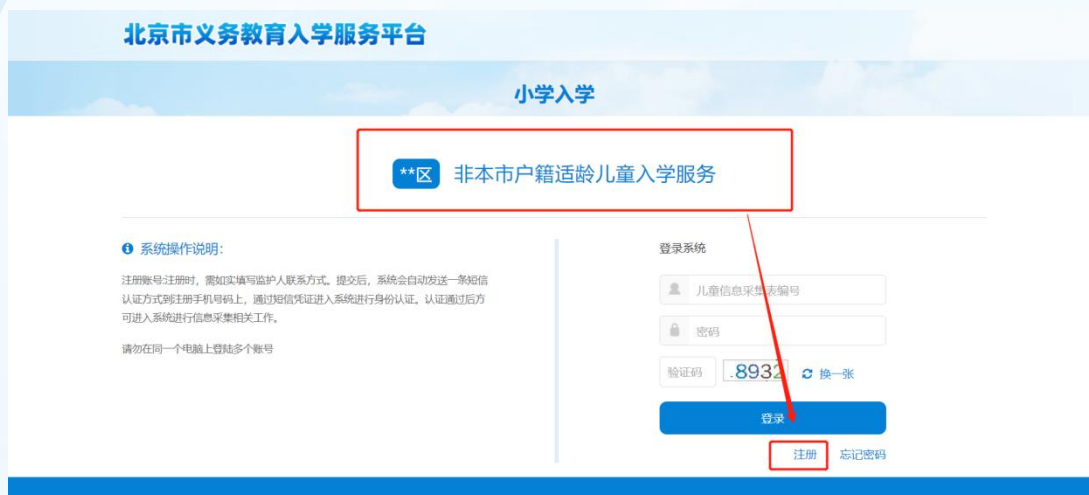 北京市义务教育入学服务平台
小学入学
**区 非本市户籍适龄儿童入学服务
系统操作说明:
注册账号:注册时，需如实填写监护人联系方式。提交后，系统会自动发送一条短信
认证方式到注册手机号码上，通过短信凭证进入系统进行身份认证。认证通过后方
可进入系统进行信息采集相关工作。
请勿在同一个电脑上登陆多个账号
登录系统
儿童信息采集表编号
密码
验证码 .8932 换一张
登录
注册 忘记密码